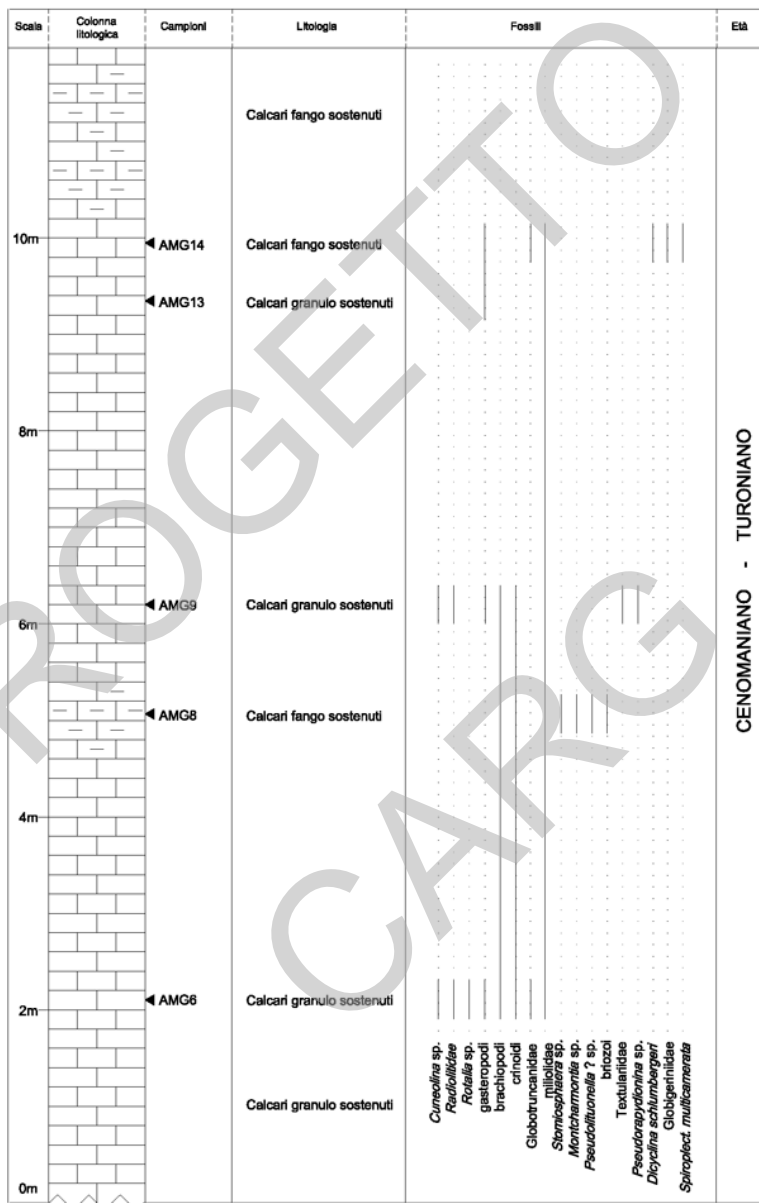 Scala
Colonna
litologica
Campioni
Litologia
Fossili
Età
Calcari fango sostenuti
10m
AMG14
Calcari fango sostenuti
AMG13
Calcari granulo sostenuti
8m
AMG9
Calcari granulo sostenuti
6m
AMG8
Calcari fango sostenuti
4m
AMG6
Calcari granulo sostenuti
2m
Calcari granulo sostenuti
0m
Cuneolina sp.
Radiolitidae
Rotalia sp.
gasteropodi
brachiopodi
crinoidi
Globotruncanidae
miliolidae
Stomiosphaera sp.
Montcharmontia sp.
Pseudolituonella ? sp.
briozoi
Textulariidae
Pseudorapydionina sp.
Dicyclina schlumbergeri
Globigeriniidae
Spiroplect. multicamerata
CENOMANIANO - TURONIANO
PROGETTO
CARG